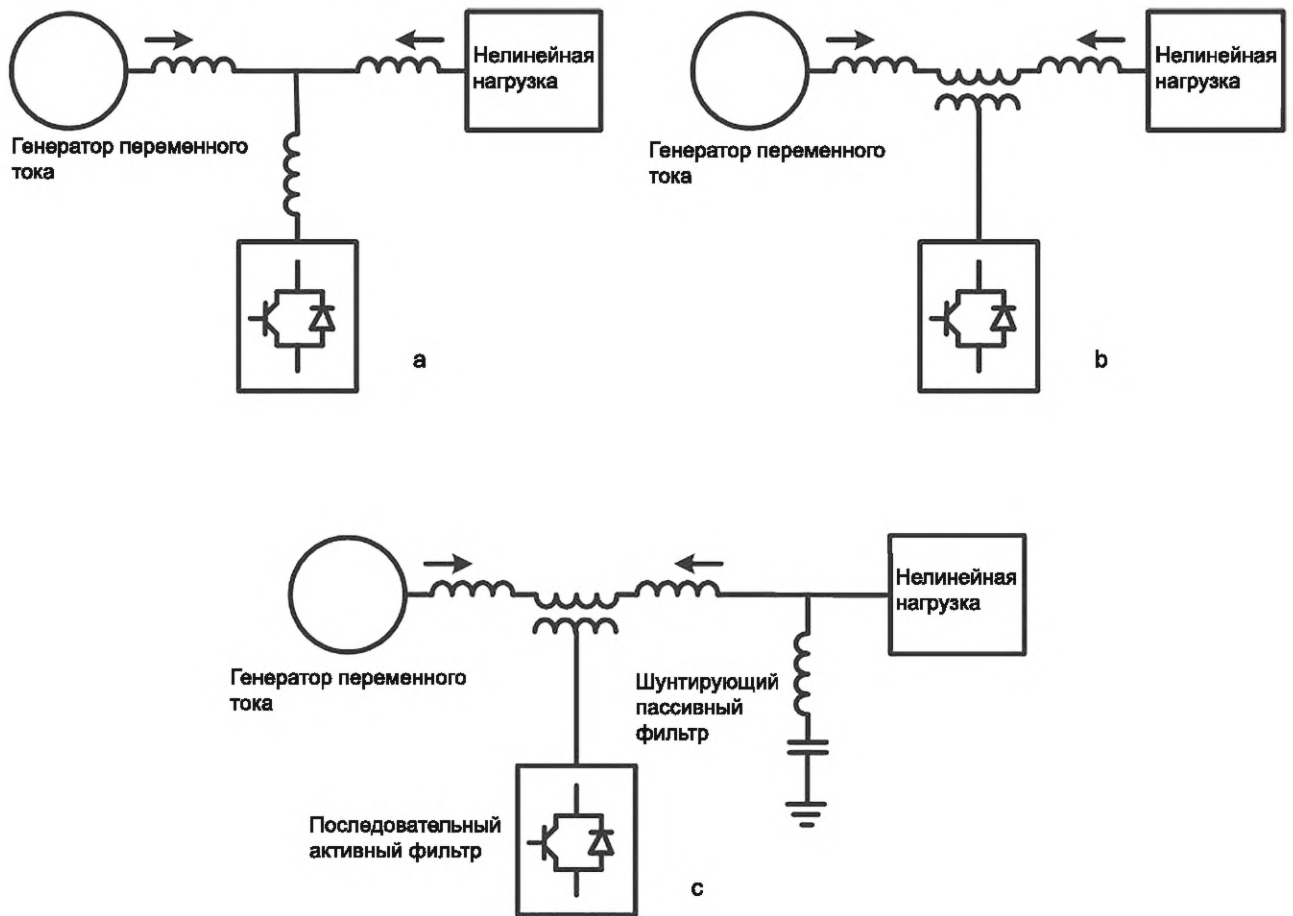 Нелинейная
нагрузка
Генератор переменного
тока
a
Нелинейная
нагрузка
Генератор переменного
тока
b
Нелинейная
нагрузка
Генератор переменного
тока
Шунтирующий
пассивный
фильтр
Последовательный
активный фильтр
c